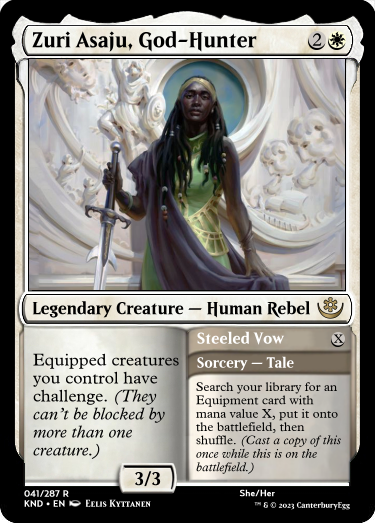 Zuri Asaju, God-Hunter 2
Legendary Creature — Human Rebel
Equipped creatures
you control have
challenge. (They
can't be blocked by
more than one
creature.)
Steeled Vow X
Sorcery — Tale
Search your library for an
Equipment card with
mana value X, put it onto
the battlefield, then
shuffle. (Cast a copy of this
once while this is on the
battlefield.)
3/3
041/287 R
KND • EN Eelis Kyttanen
She/Her
™ & © 2023 CanterburyEgg